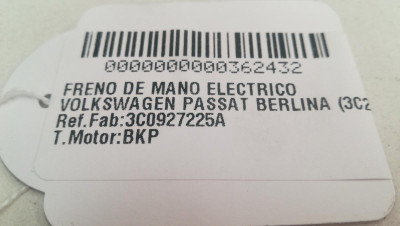 0000000000362432
FRENO DE MANO ELECTRICO
VOLKSWAGEN PASSAT BERLINA (3C2
Ref.Fab:3C0927225A
T.Motor:BKP